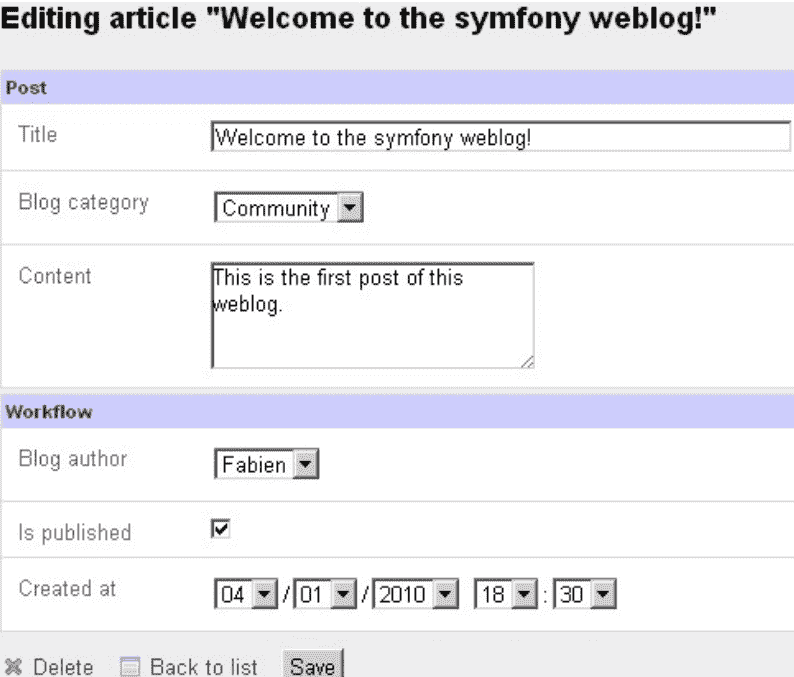 Editing article "Welcome to the symfony weblog!"
Post
Title Welcome to the symfony weblog!
Blog category Community
Content This is the first post of this
weblog.
Workflow
Blog author Fabien
Is published
Created at 04 / 01 / 2010 18 : 30
Delete Back to list Save